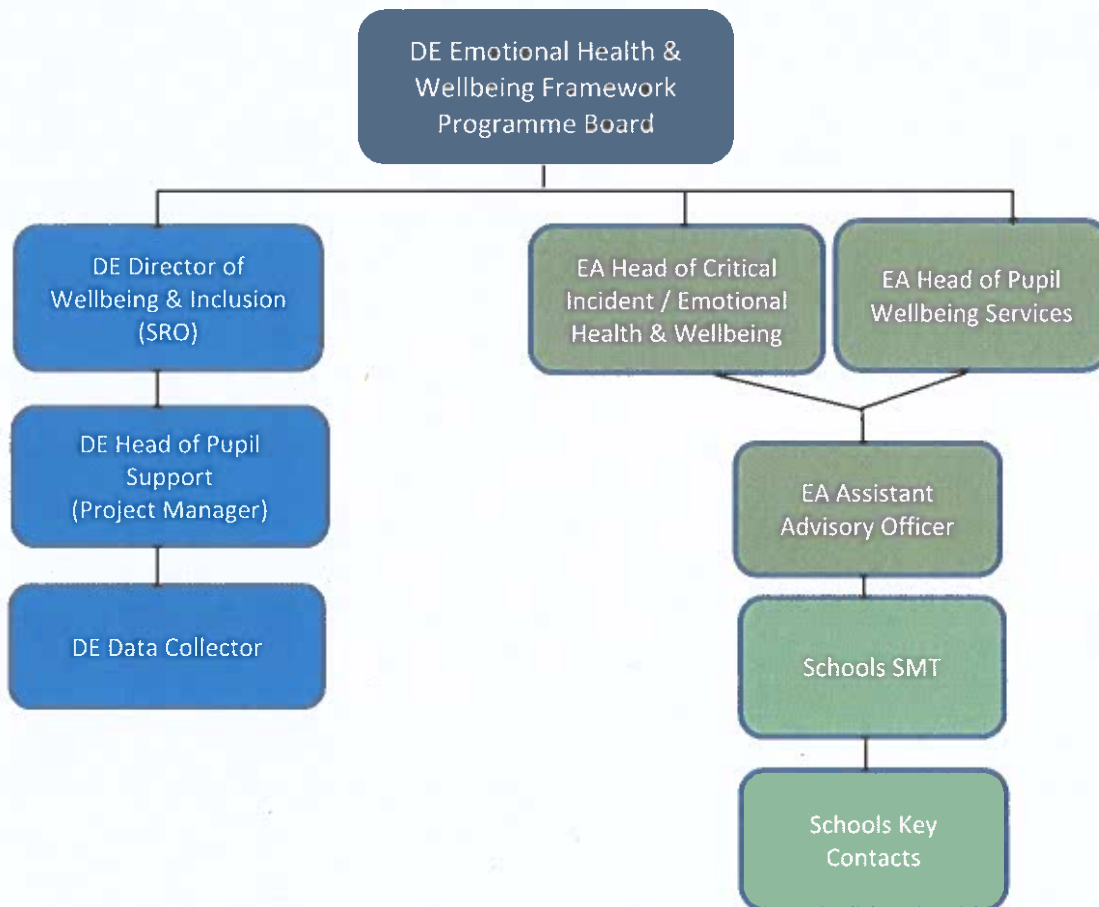 DE Emotional Health &
Wellbeing Framework
Programme Board
DE Director of
Wellbeing & Inclusion
(SRO)
EA Head of Critical
Incident / Emotional
Health & Wellbeing
EA Head of Pupil
Wellbeing Services
DE Head of Pupil
Support
(Project Manager)
EA Assistant
Advisory Officer
DE Data Collector
Schools SMT
Schools Key
Contacts